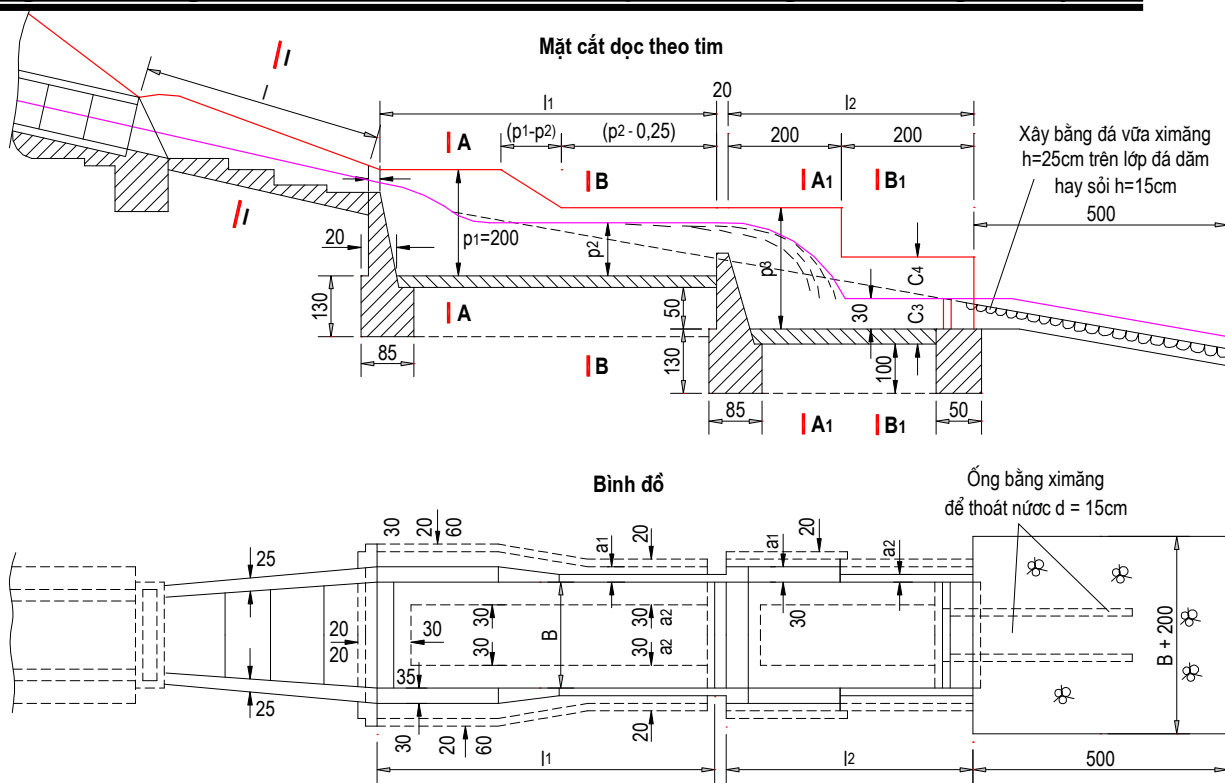 Mặt cắt dọc theo tim
I
I
l
20
l1
l2
(p1-p2)
(p2 - 0,25)
200
200
Xây bằng đá vữa ximăng
h=25cm trên lớp đá dăm
hay sỏi h=15cm
500
A
B
A1
B1
20
p1=200
p2
p3
C4
C3
30
130
50
130
100
85
85
50
A
B
A1
B1
Bình đồ
Ống bằng ximăng
để thoát nước d = 15cm
25
30
20
60
a1
20
a1
20
a2
20
20
30
30
30
B
30
30
a2
a2
30
35
25
30
20
60
20
B + 200
l1
l2
500